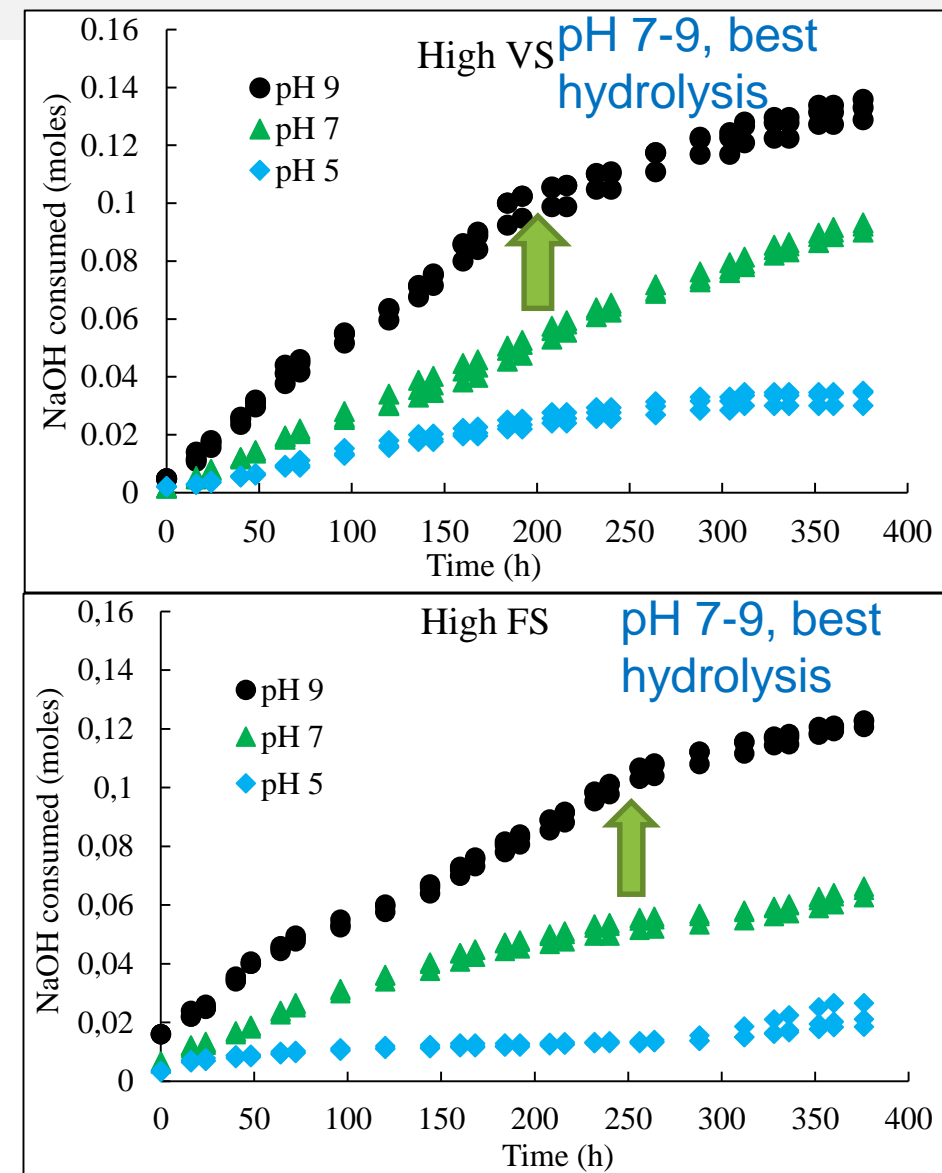 High VS
pH 7-9, best
hydrolysis
pH 9
pH 7
pH 5
NaOH consumed (moles)
0.16
0.14
0.12
0.1
0.08
0.06
0.04
0.02
0
0 50 100 150 200 250 300 350 400
Time (h)
High FS
pH 7-9, best
hydrolysis
pH 9
pH 7
pH 5
NaOH consumed (moles)
0,16
0,14
0,12
0,1
0,08
0,06
0,04
0,02
0
0 50 100 150 200 250 300 350 400
Time (h)